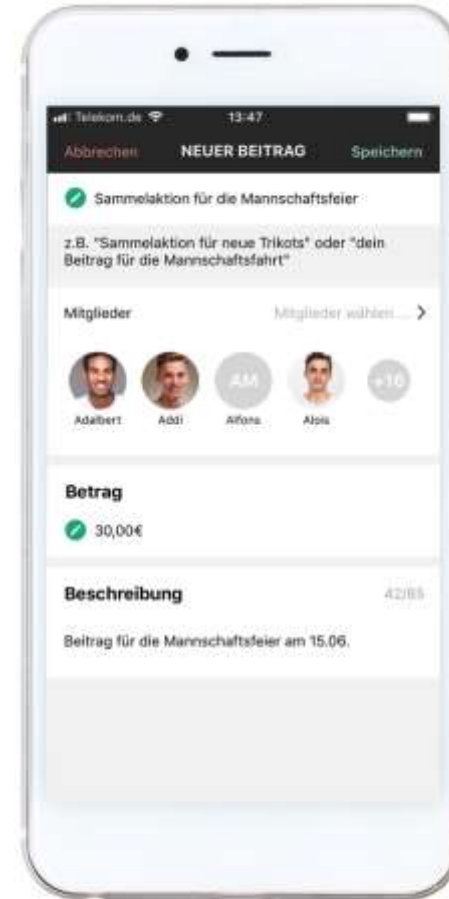 Telekom.de 13:47
Abbrechen NEUER BEITRAG Speichern
Sammelaktion für die Mannschaftsfeier
z.B. "Sammelaktion für neue Trikots" oder "dein
Beitrag für die Mannschaftsfahrt"
Mitglieder Mitglieder wählen ...
AM +16
Adalbert Addi Alfons Alois
Betrag
30,00€
Beschreibung 42/85
Beitrag für die Mannschaftsfeier am 15.06.